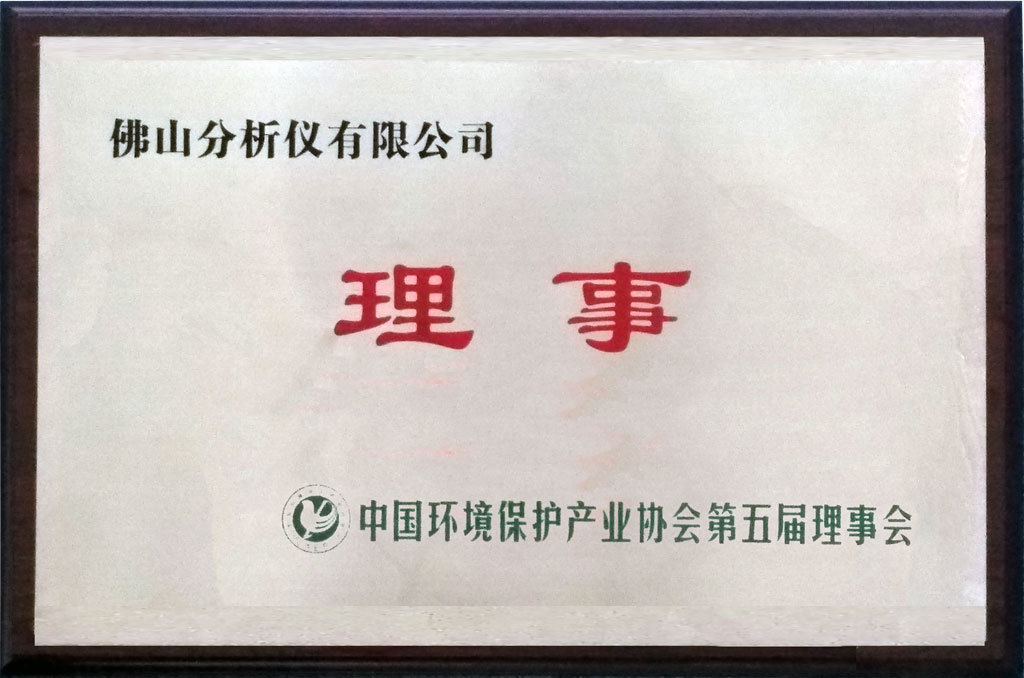 佛山分析仪有限公司
理事
中国环境保护产业协会第五届理事会